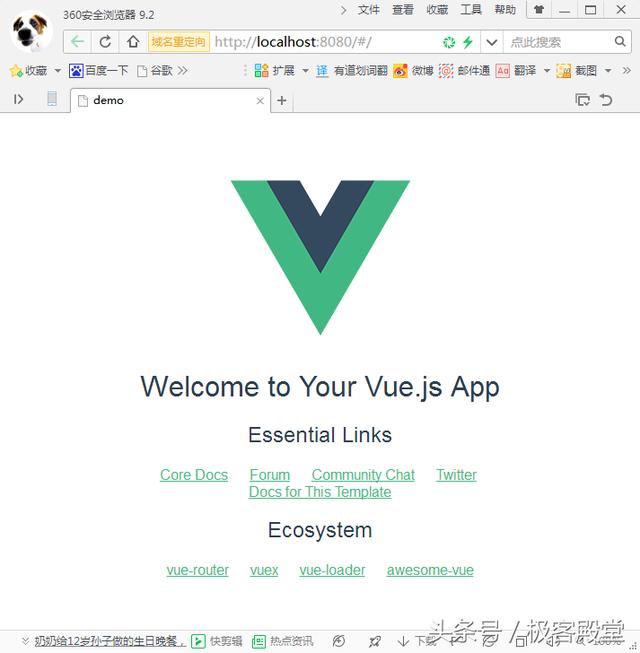 360安全浏览器 9.2
文件 查看 收藏 工具 帮助
域名重定向 http://localhost:8080/#/ 点此搜索
收藏 百度一下 谷歌 扩展 译 有道划词翻 微博 邮件通 Aa 翻译 截图
demo
Welcome to Your Vue.js App
Essential Links
Core Docs Forum Community Chat Twitter
Docs for This Template
Ecosystem
vue-router vuex vue-loader awesome-vue
奶奶给12岁孙子做的生日晚餐， 快剪辑 热点资讯 下载
头条号 / 极客殿堂